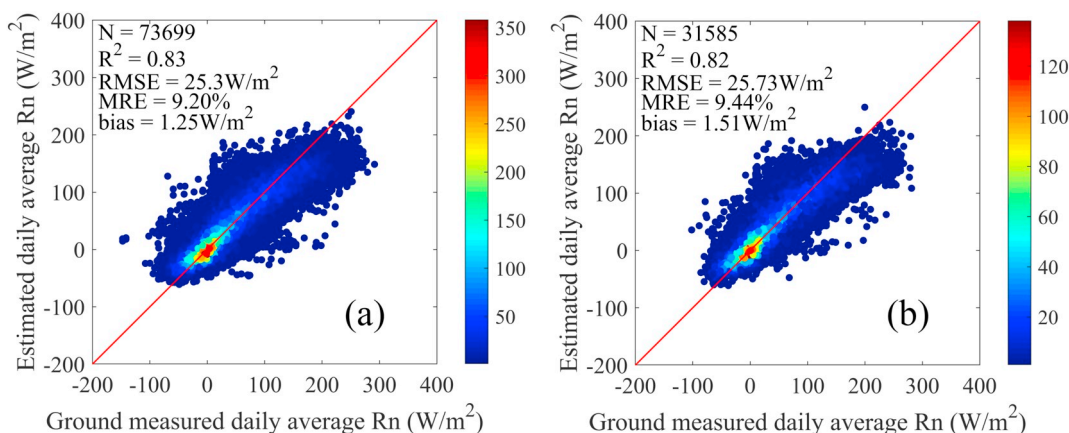 N = 73699
R² = 0.83
RMSE = 25.3W/m²
MRE = 9.20%
bias = 1.25W/m²
(a)
400
300
200
100
0
-100
-200
-200 -100 0 100 200 300 400
Estimated daily average Rn (W/m²)
Ground measured daily average Rn (W/m²)
350
300
250
200
150
100
50
N = 31585
R² = 0.82
RMSE = 25.73W/m²
MRE = 9.44%
bias = 1.51W/m²
(b)
400
300
200
100
0
-100
-200
-200 -100 0 100 200 300 400
Estimated daily average Rn (W/m²)
Ground measured daily average Rn (W/m²)
120
100
80
60
40
20